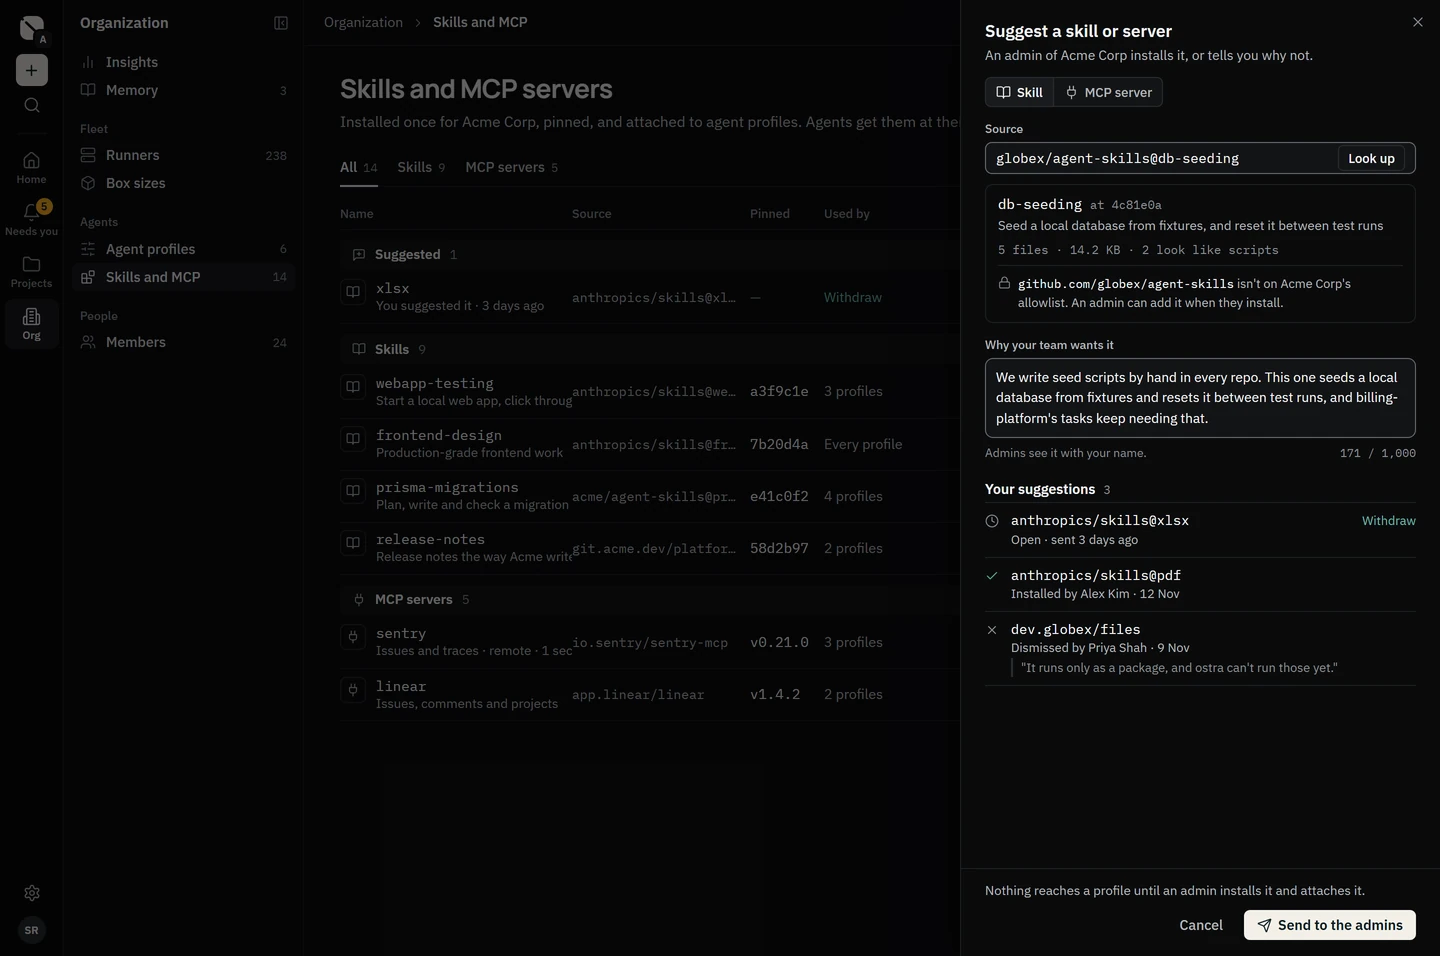 A
Home
5
Needs you
Projects
Org
SR
Organization
Insights
Memory 3
Fleet
Runners 238
Box sizes
Agents
Agent profiles 6
Skills and MCP 14
People
Members 24
Organization > Skills and MCP
Skills and MCP servers
Installed once for Acme Corp, pinned, and attached to agent profiles. Agents get them at the
All 14 Skills 9 MCP servers 5
Name Source Pinned Used by
Suggested 1
xlsx
You suggested it · 3 days ago
anthropics/skills@xl… — Withdraw
Skills 9
webapp-testing
Start a local web app, click throug
anthropics/skills@we… a3f9c1e 3 profiles
frontend-design
Production-grade frontend work
anthropics/skills@fr… 7b20d4a Every profile
prisma-migrations
Plan, write and check a migration
acme/agent-skills@pr… e41c0f2 4 profiles
release-notes
Release notes the way Acme write
git.acme.dev/platfor… 58d2b97 2 profiles
MCP servers 5
sentry
Issues and traces · remote · 1 sec
io.sentry/sentry-mcp v0.21.0 3 profiles
linear
Issues, comments and projects
app.linear/linear v1.4.2 2 profiles
Suggest a skill or server
An admin of Acme Corp installs it, or tells you why not.
Skill MCP server
Source
globex/agent-skills@db-seeding Look up
db-seeding at 4c81e0a
Seed a local database from fixtures, and reset it between test runs
5 files · 14.2 KB · 2 look like scripts
github.com/globex/agent-skills isn't on Acme Corp's
allowlist. An admin can add it when they install.
Why your team wants it
We write seed scripts by hand in every repo. This one seeds a local
database from fixtures and resets it between test runs, and billing-
platform's tasks keep needing that.
Admins see it with your name. 171 / 1,000
Your suggestions 3
anthropics/skills@xlsx Withdraw
Open · sent 3 days ago
anthropics/skills@pdf
Installed by Alex Kim · 12 Nov
dev.globex/files
Dismissed by Priya Shah · 9 Nov
"It runs only as a package, and ostra can't run those yet."
Nothing reaches a profile until an admin installs it and attaches it.
Cancel Send to the admins